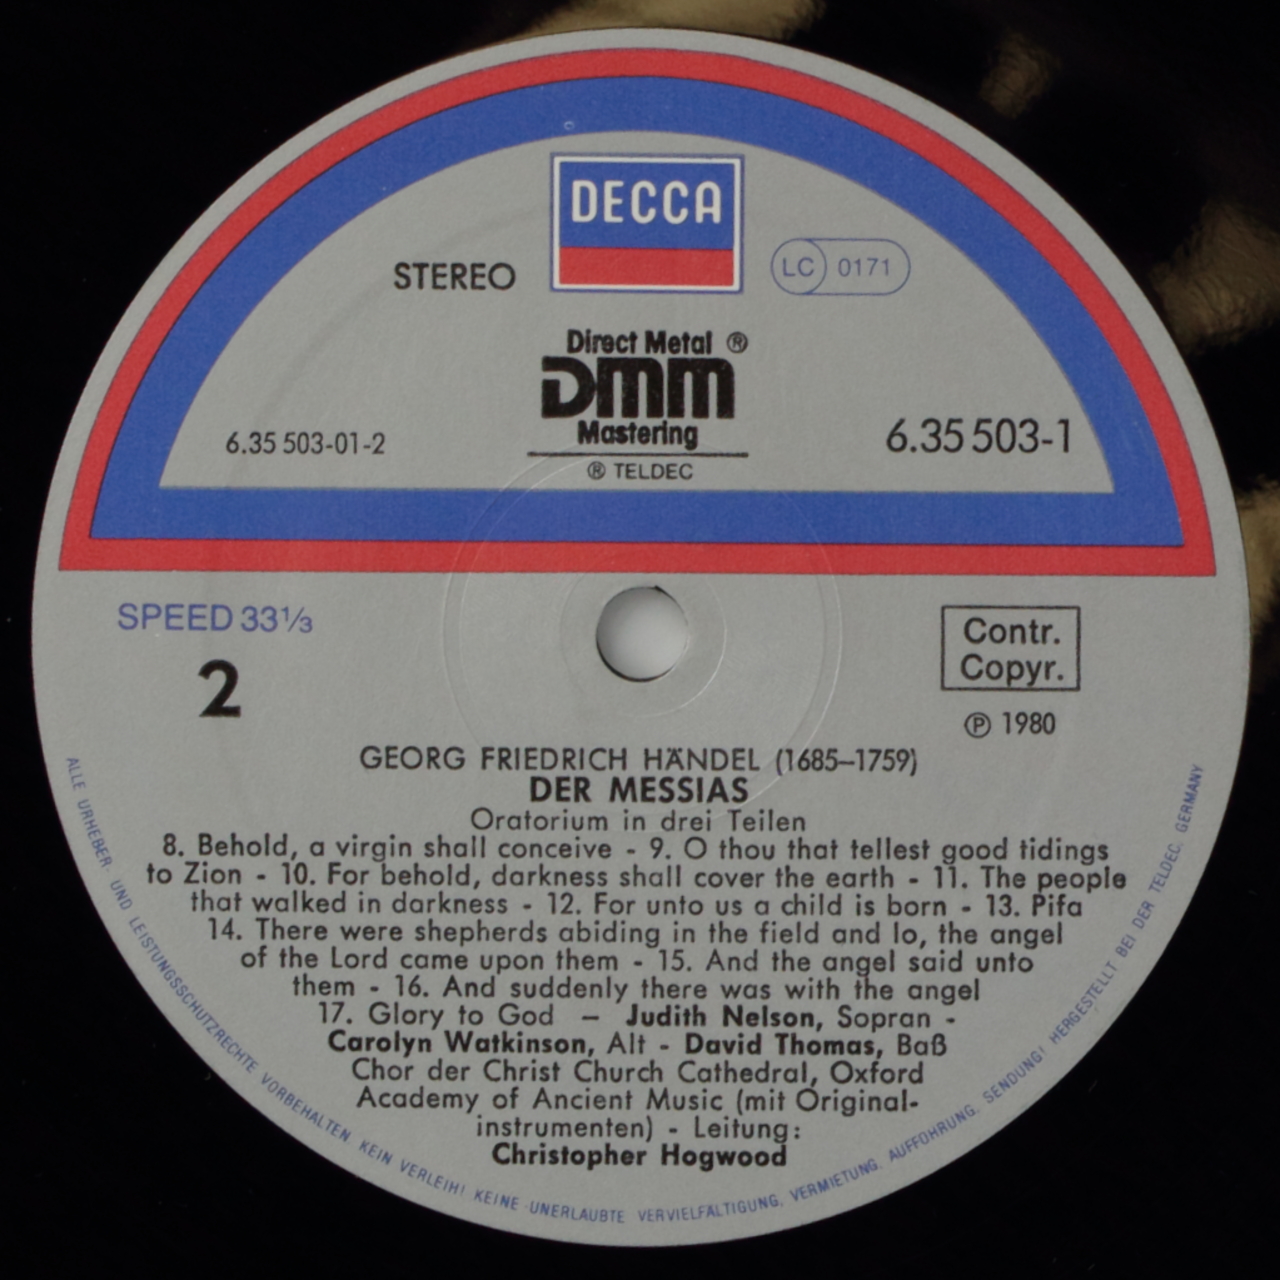 DECCA
STEREO
LC 0171
Direct Metal ®
DMM
Mastering
® TELDEC
6.35 503-01-2
6.35 503-1
SPEED 33⅓
2
Contr.
Copyr.
℗ 1980
GEORG FRIEDRICH HÄNDEL (1685–1759)
DER MESSIAS
Oratorium in drei Teilen
8. Behold, a virgin shall conceive - 9. O thou that tellest good tidings
to Zion - 10. For behold, darkness shall cover the earth - 11. The people
that walked in darkness - 12. For unto us a child is born - 13. Pifa
14. There were shepherds abiding in the field and lo, the angel
of the Lord came upon them - 15. And the angel said unto
them - 16. And suddenly there was with the angel
17. Glory to God – Judith Nelson, Sopran -
Carolyn Watkinson, Alt - David Thomas, Baß
Chor der Christ Church Cathedral, Oxford
Academy of Ancient Music (mit Original-
instrumenten) - Leitung:
Christopher Hogwood
ALLE URHEBER- UND LEISTUNGSSCHUTZRECHTE VORBEHALTEN. KEIN VERLEIH! KEINE UNERLAUBTE VERVIELFÄLTIGUNG, VERMIETUNG, AUFFÜHRUNG, SENDUNG! HERGESTELLT BEI DER TELDEC, GERMANY